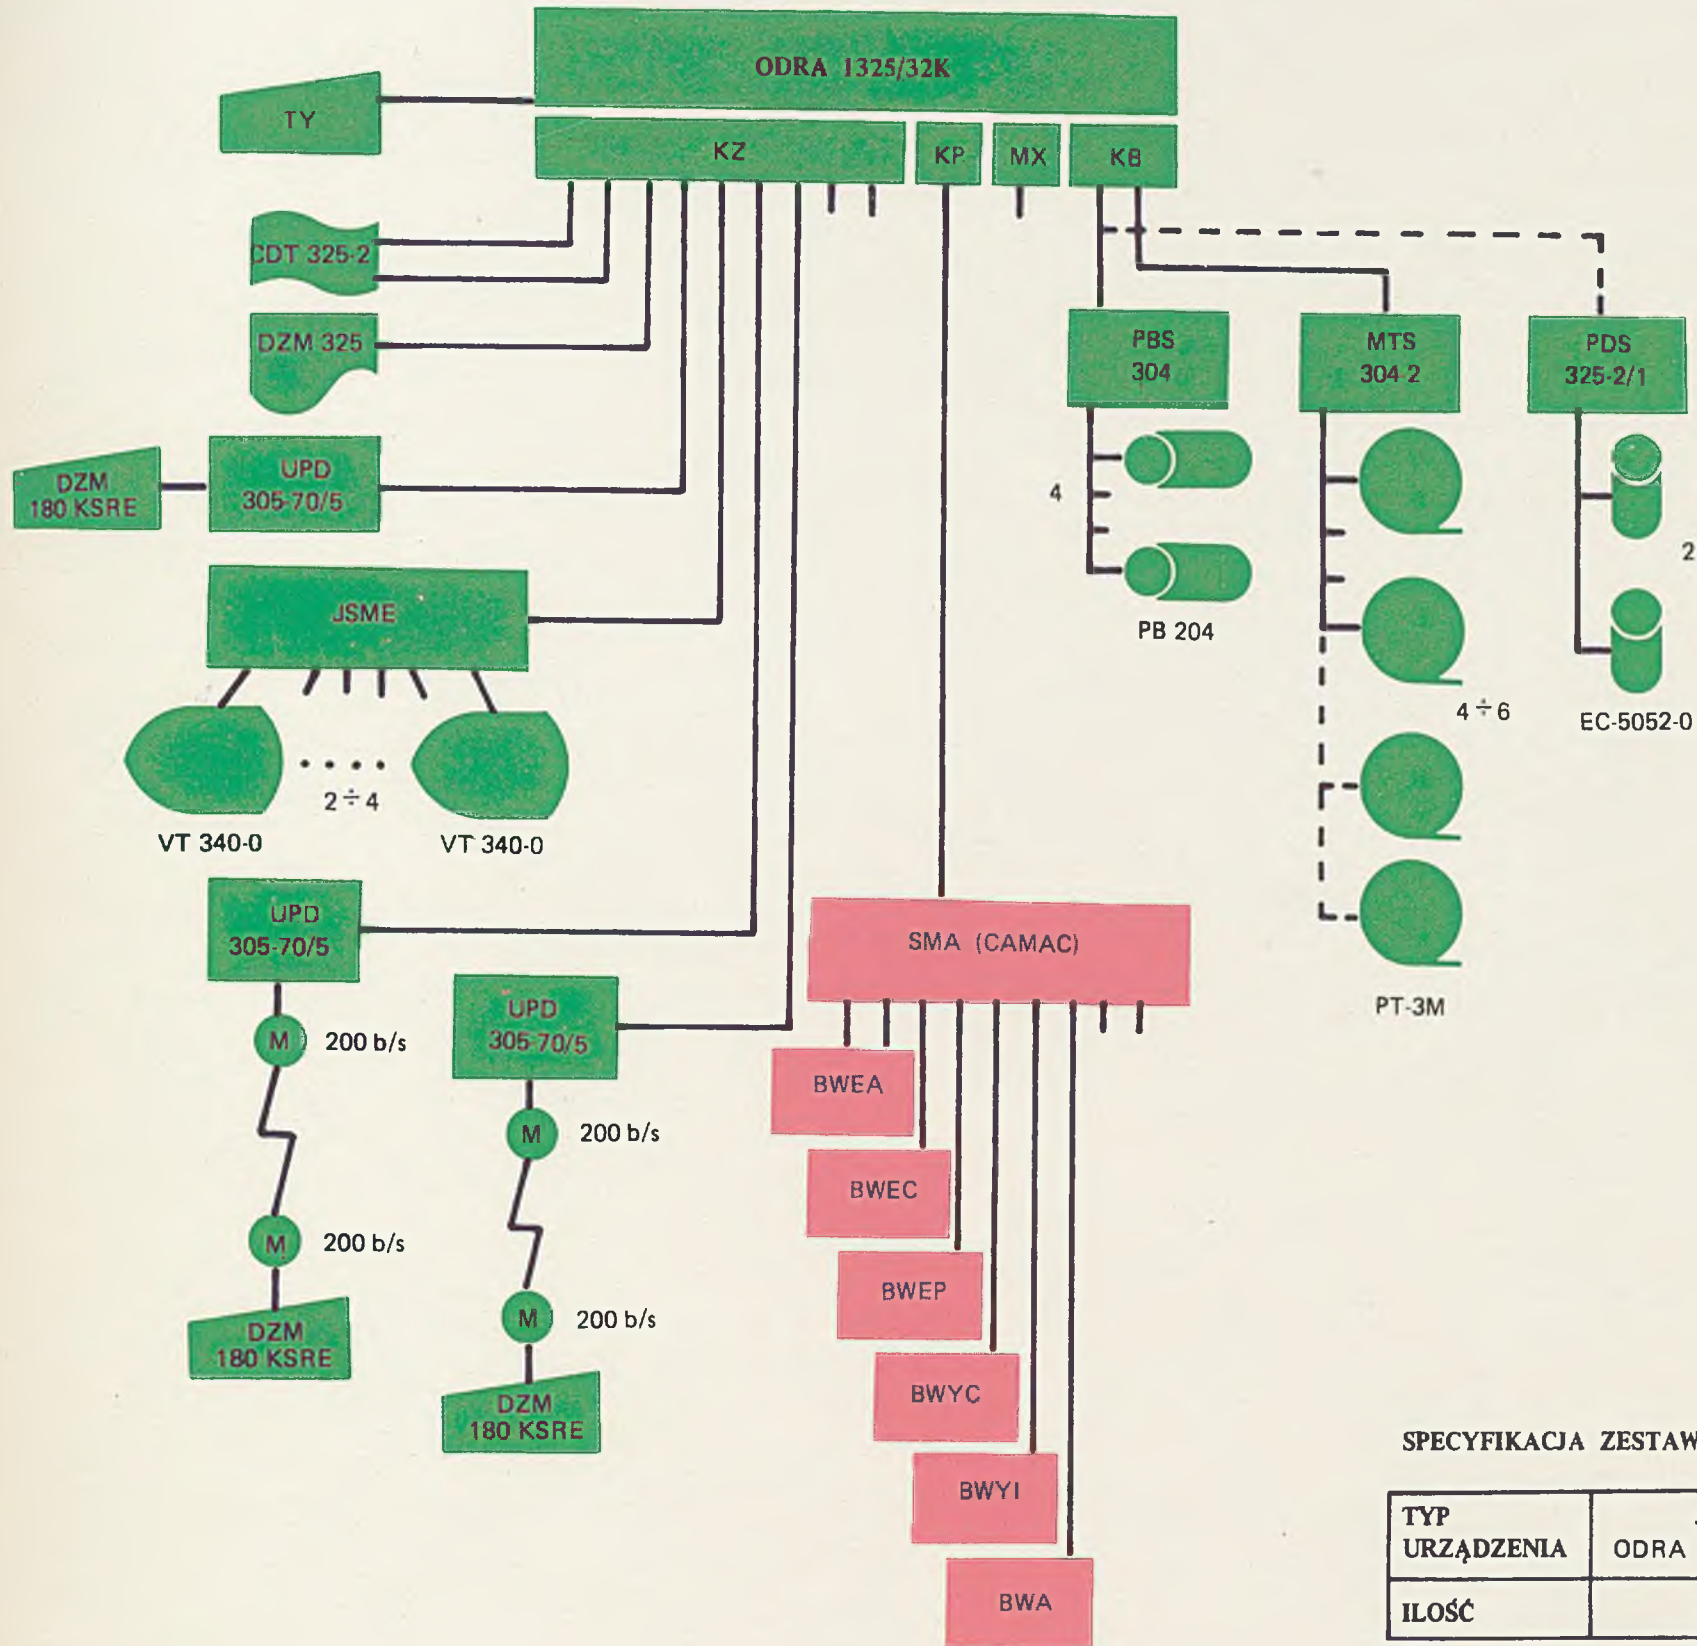 ODRA 1325/32K
TY
KZ
KP
MX
KB
CDT 325-2
DZM 325
UPD
305-70/5
DZM
180 KSRE
JSME
2÷4
VT 340-0
VT 340-0
UPD
305-70/5
M
200 b/s
M
200 b/s
DZM
180 KSRE
UPD
305-70/5
M
200 b/s
M
200 b/s
DZM
180 KSRE
SMA (CAMAC)
BWEA
BWEC
BWEP
BWYC
BWYI
BWA
PBS
304
4
PB 204
MTS
304-2
4÷6
PT-3M
PDS
325-2/1
2
EC-5052-0
SPECYFIKACJA ZESTAW
TYP
URZĄDZENIA
ODRA
ILOŚĆ